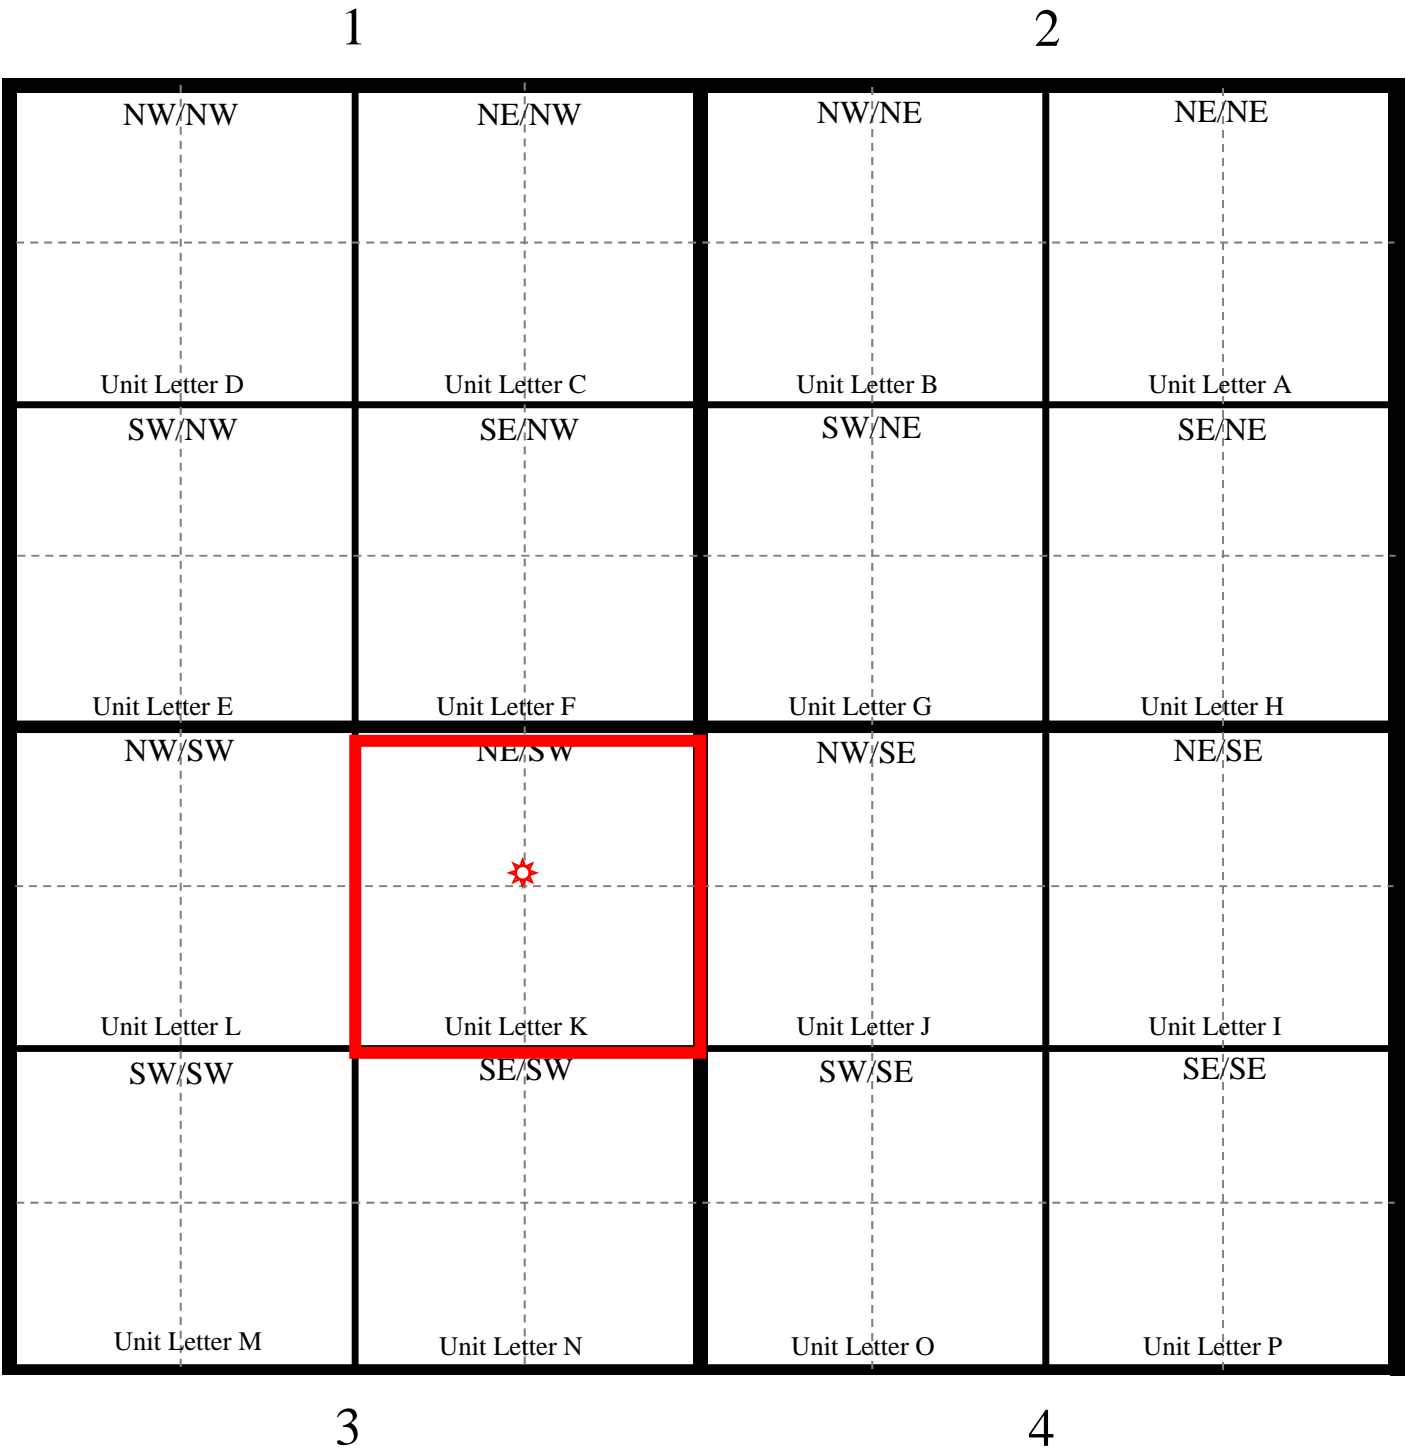 1 2
NW/NW NE/NW NW/NE NE/NE
Unit Letter D Unit Letter C Unit Letter B Unit Letter A
SW/NW SE/NW SW/NE SE/NE
Unit Letter E Unit Letter F Unit Letter G Unit Letter H
NW/SW NE/SW NW/SE NE/SE
Unit Letter L Unit Letter K Unit Letter J Unit Letter I
SW/SW SE/SW SW/SE SE/SE
Unit Letter M Unit Letter N Unit Letter O Unit Letter P
3 4